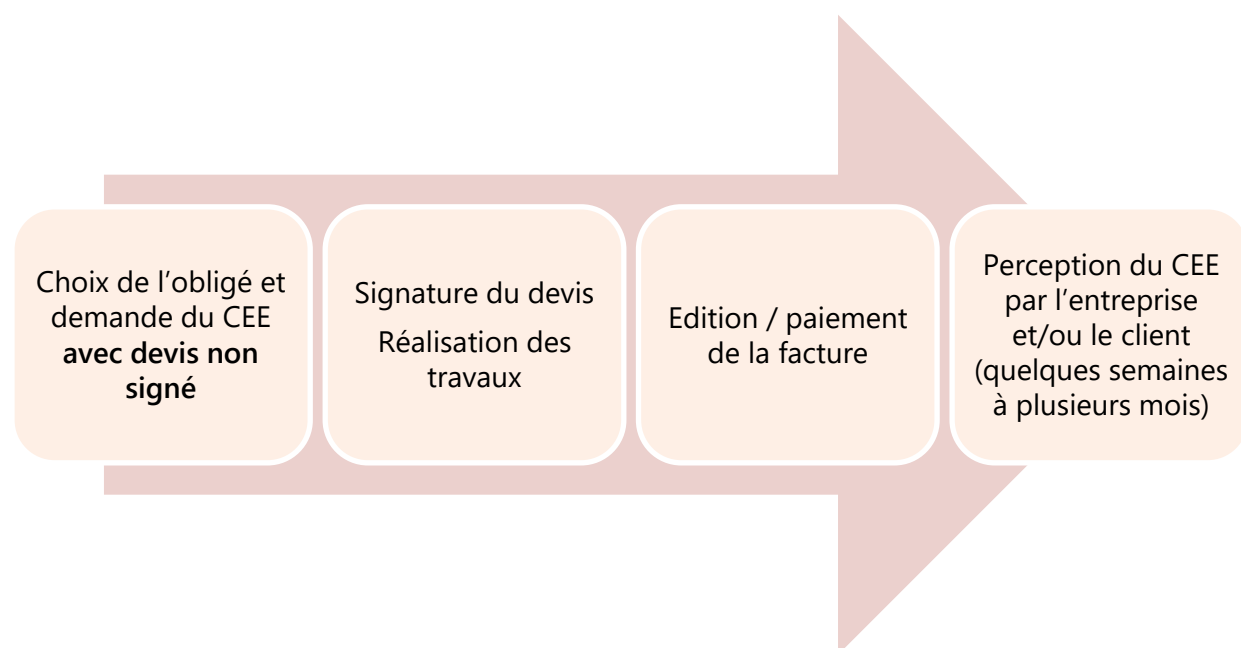 Choix de l’obligé et
demande du CEE
avec devis non
signé
Signature du devis
Réalisation des
travaux
Edition / paiement
de la facture
Perception du CEE
par l’entreprise
et/ou le client
(quelques semaines
à plusieurs mois)